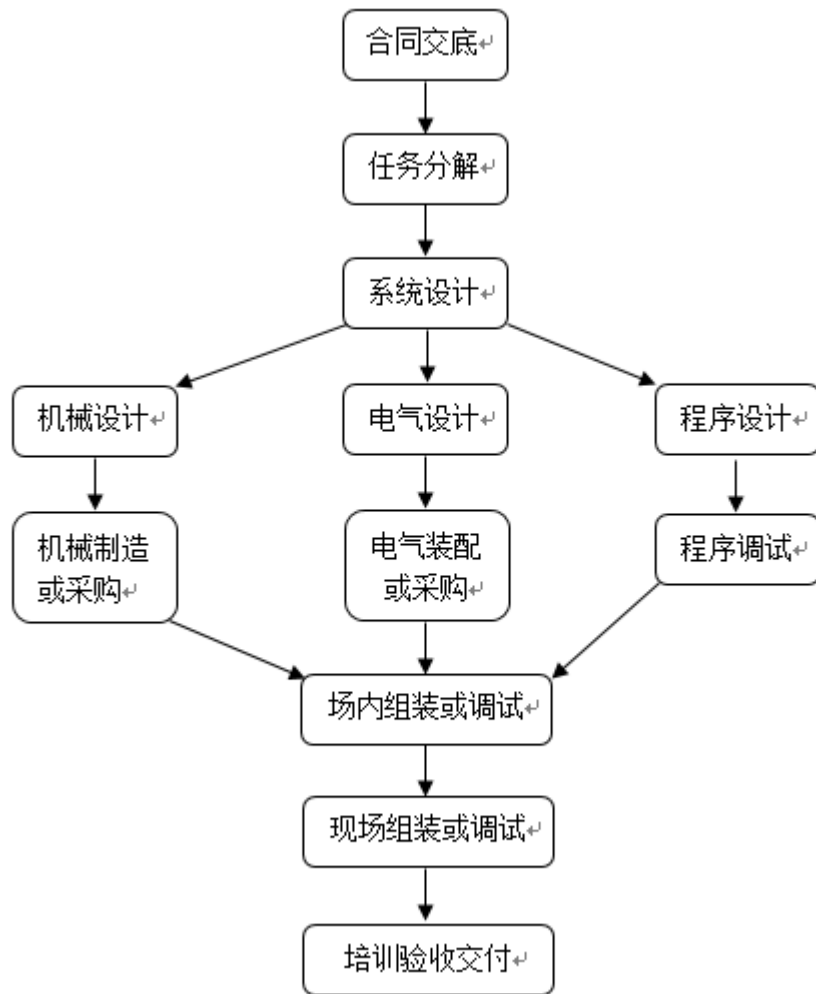 合同交底
任务分解
系统设计
机械设计
电气设计
程序设计
机械制造
或采购
电气装配
或采购
程序调试
场内组装或调试
现场组装或调试
培训验收交付